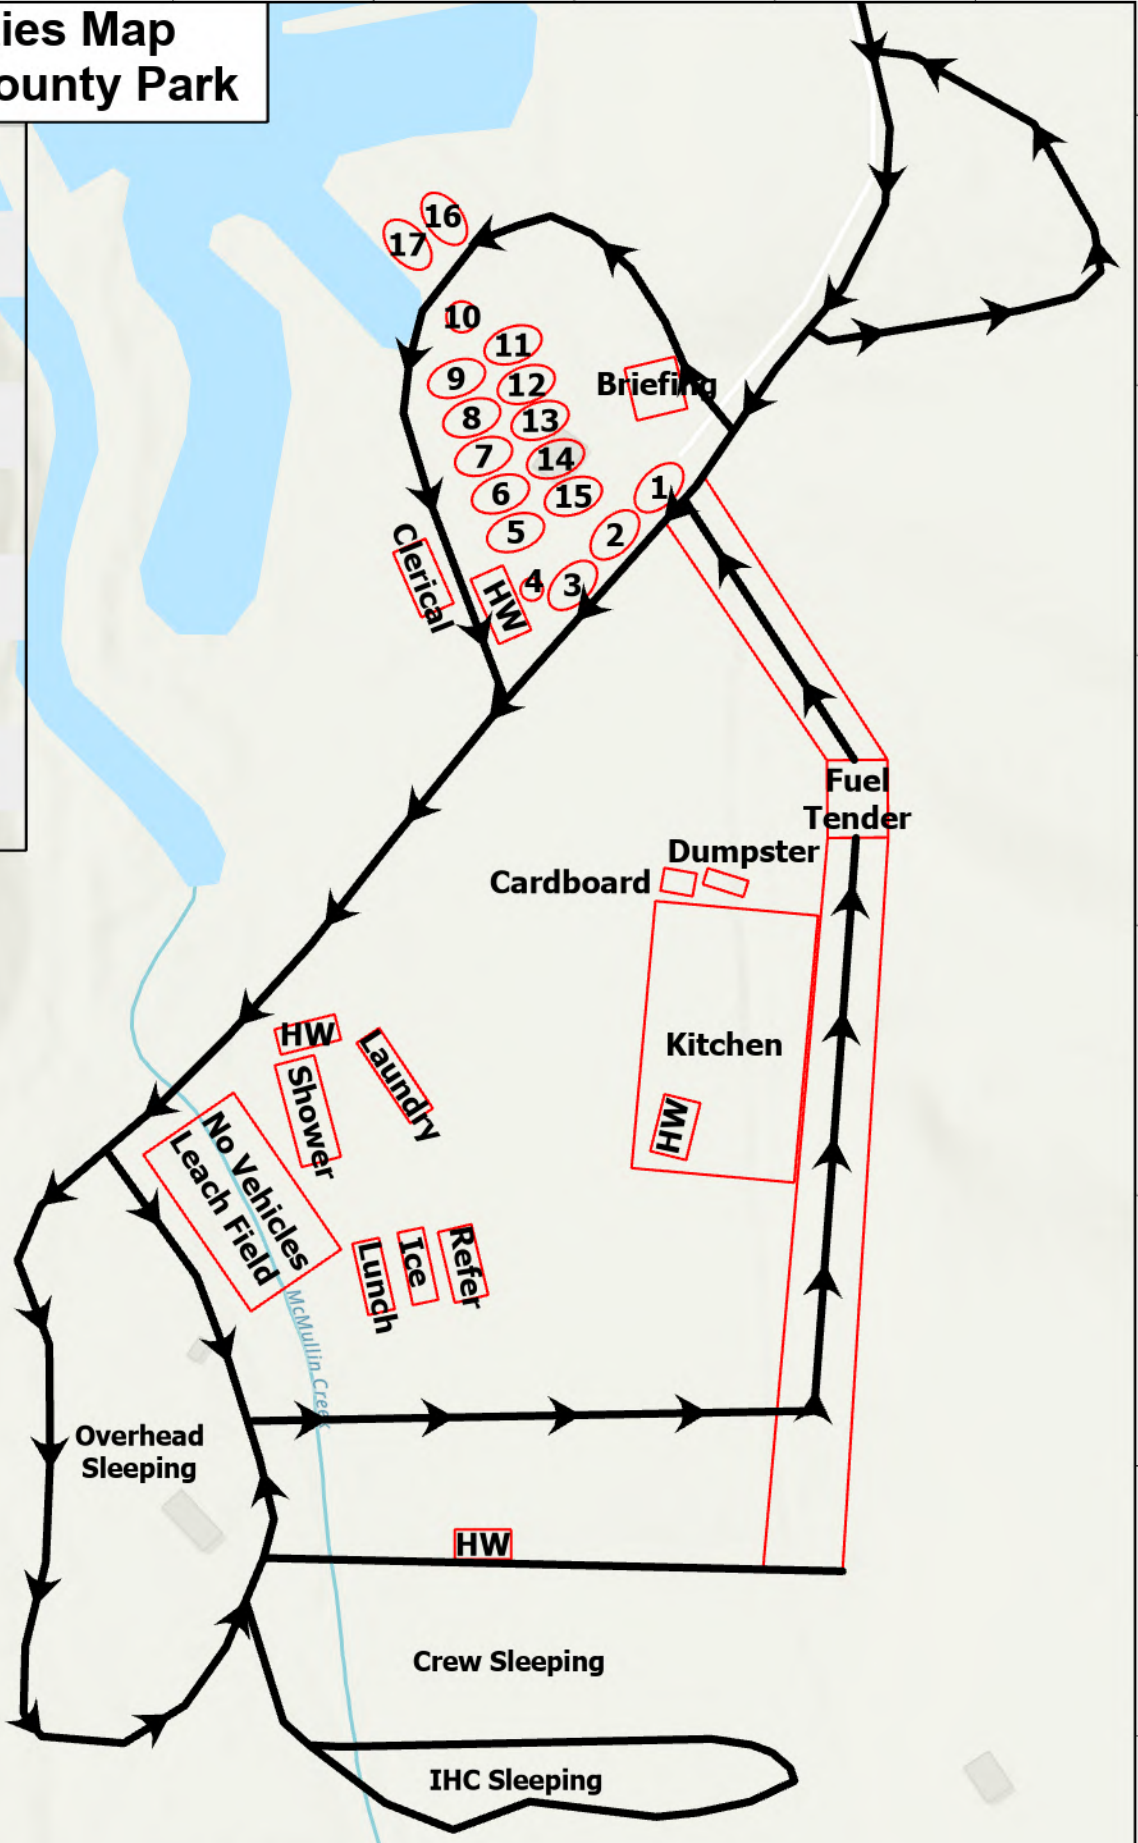 ies Map
ounty Park
16
17
10
11
9
12
Briefing
8
13
7
14
6
15
1
5
2
Clerical
4
3
HW
Fuel
Tender
Dumpster
Cardboard
HW
Laundry
Kitchen
Shower
HW
No Vehicles
Leach Field
Lunch
Ice
Refer
McMullin Creek
Overhead
Sleeping
HW
Crew Sleeping
IHC Sleeping